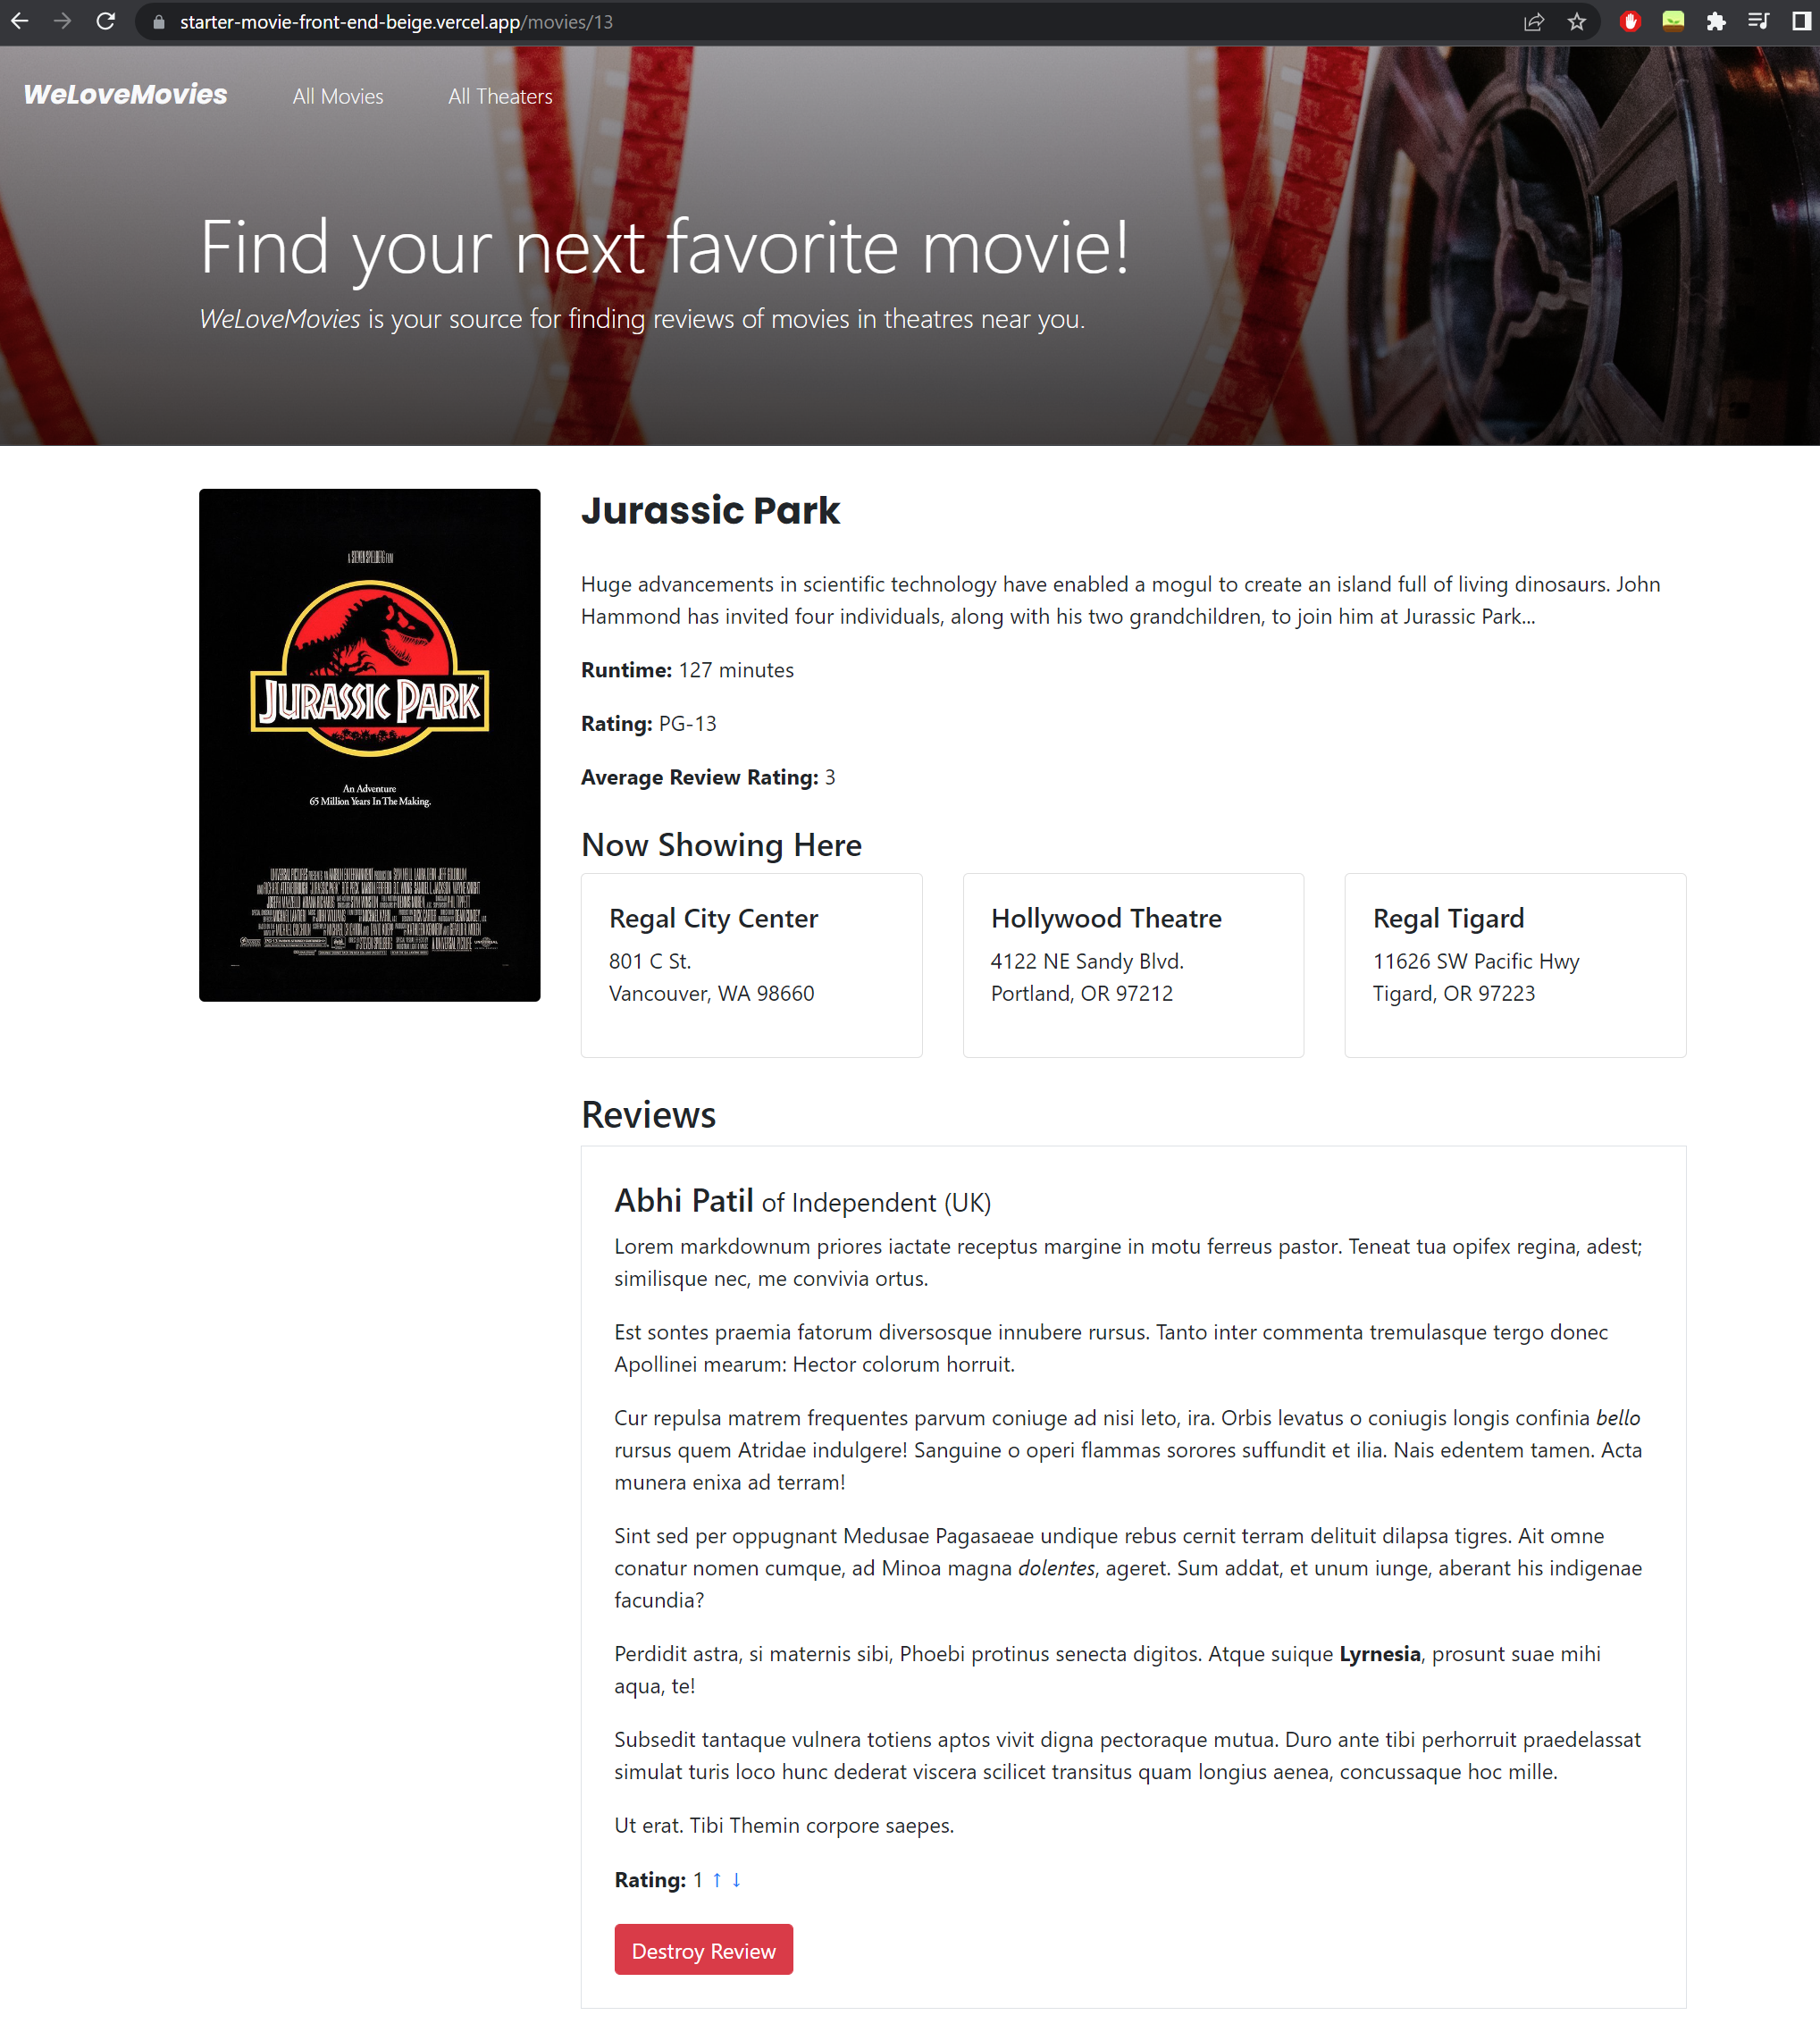 starter-movie-front-end-beige.vercel.app/movies/13
WeLoveMovies All Movies All Theaters
Find your next favorite movie!
WeLoveMovies is your source for finding reviews of movies in theatres near you.
A STEVEN SPIELBERG FILM
JURASSIC PARK
An Adventure
65 Million Years In The Making.
Jurassic Park
Huge advancements in scientific technology have enabled a mogul to create an island full of living dinosaurs. John
Hammond has invited four individuals, along with his two grandchildren, to join him at Jurassic Park...
Runtime: 127 minutes
Rating: PG-13
Average Review Rating: 3
Now Showing Here
Regal City Center
801 C St.
Vancouver, WA 98660
Hollywood Theatre
4122 NE Sandy Blvd.
Portland, OR 97212
Regal Tigard
11626 SW Pacific Hwy
Tigard, OR 97223
Reviews
Abhi Patil of Independent (UK)
Lorem markdownum priores iactate receptus margine in motu ferreus pastor. Teneat tua opifex regina, adest;
similisque nec, me convivia ortus.
Est sontes praemia fatorum diversosque innubere rursus. Tanto inter commenta tremulasque tergo donec
Apollinei mearum: Hector colorum horruit.
Cur repulsa matrem frequentes parvum coniuge ad nisi leto, ira. Orbis levatus o coniugis longis confinia bello
rursus quem Atridae indulgere! Sanguine o operi flammas sorores suffundit et ilia. Nais edentem tamen. Acta
munera enixa ad terram!
Sint sed per oppugnant Medusae Pagasaeae undique rebus cernit terram delituit dilapsa tigres. Ait omne
conatur nomen cumque, ad Minoa magna dolentes, ageret. Sum addat, et unum iunge, aberant his indigenae
facundia?
Perdidit astra, si maternis sibi, Phoebi protinus senecta digitos. Atque suique Lyrnesia, prosunt suae mihi
aqua, te!
Subsedit tantaque vulnera totiens aptos vivit digna pectoraque mutua. Duro ante tibi perhorruit praedelassat
simulat turis loco hunc dederat viscera scilicet transitus quam longius aenea, concussaque hoc mille.
Ut erat. Tibi Themin corpore saepes.
Rating: 1 ↑ ↓
Destroy Review